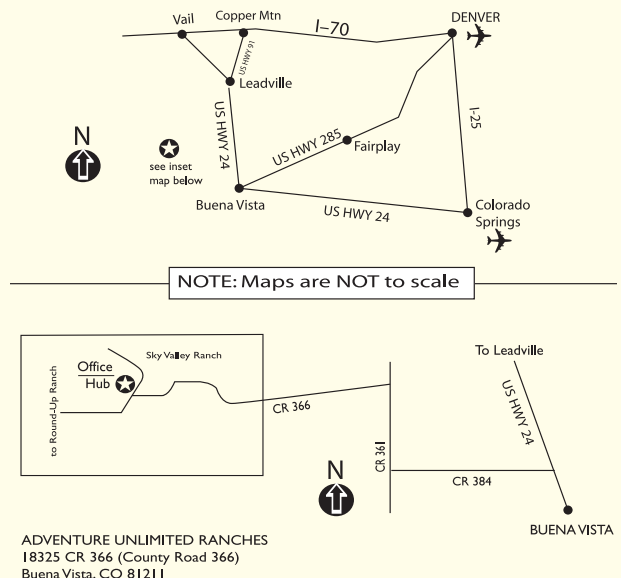 Vail
Copper Mtn
I-70
DENVER
US HWY 91
Leadville
I-25
US HWY 24
N
see inset
map below
US HWY 285
Fairplay
Buena Vista
US HWY 24
Colorado
Springs
NOTE: Maps are NOT to scale
Sky Valley Ranch
Office
Hub
to Round-Up Ranch
CR 366
To Leadville
US HWY 24
CR 361
N
CR 384
BUENA VISTA
ADVENTURE UNLIMITED RANCHES
18325 CR 366 (County Road 366)
Buena Vista, CO 81211